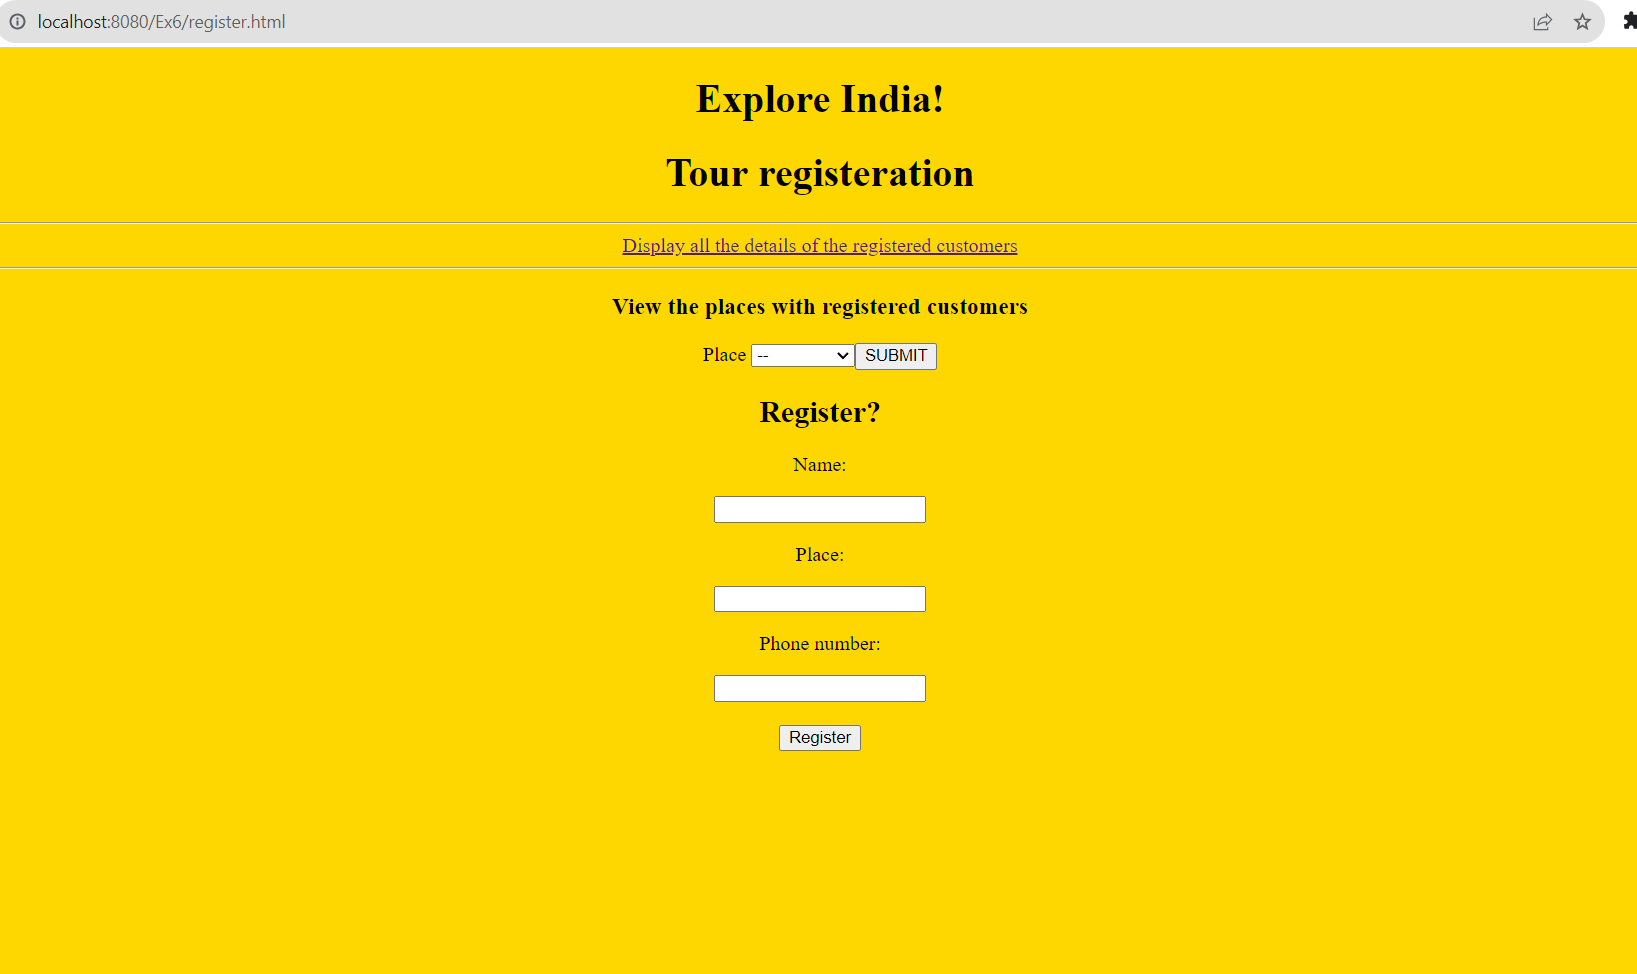 localhost:8080/Ex6/register.html
Explore India!
Tour registeration
Display all the details of the registered customers
View the places with registered customers
Place -- SUBMIT
Register?
Name:
Place:
Phone number:
Register